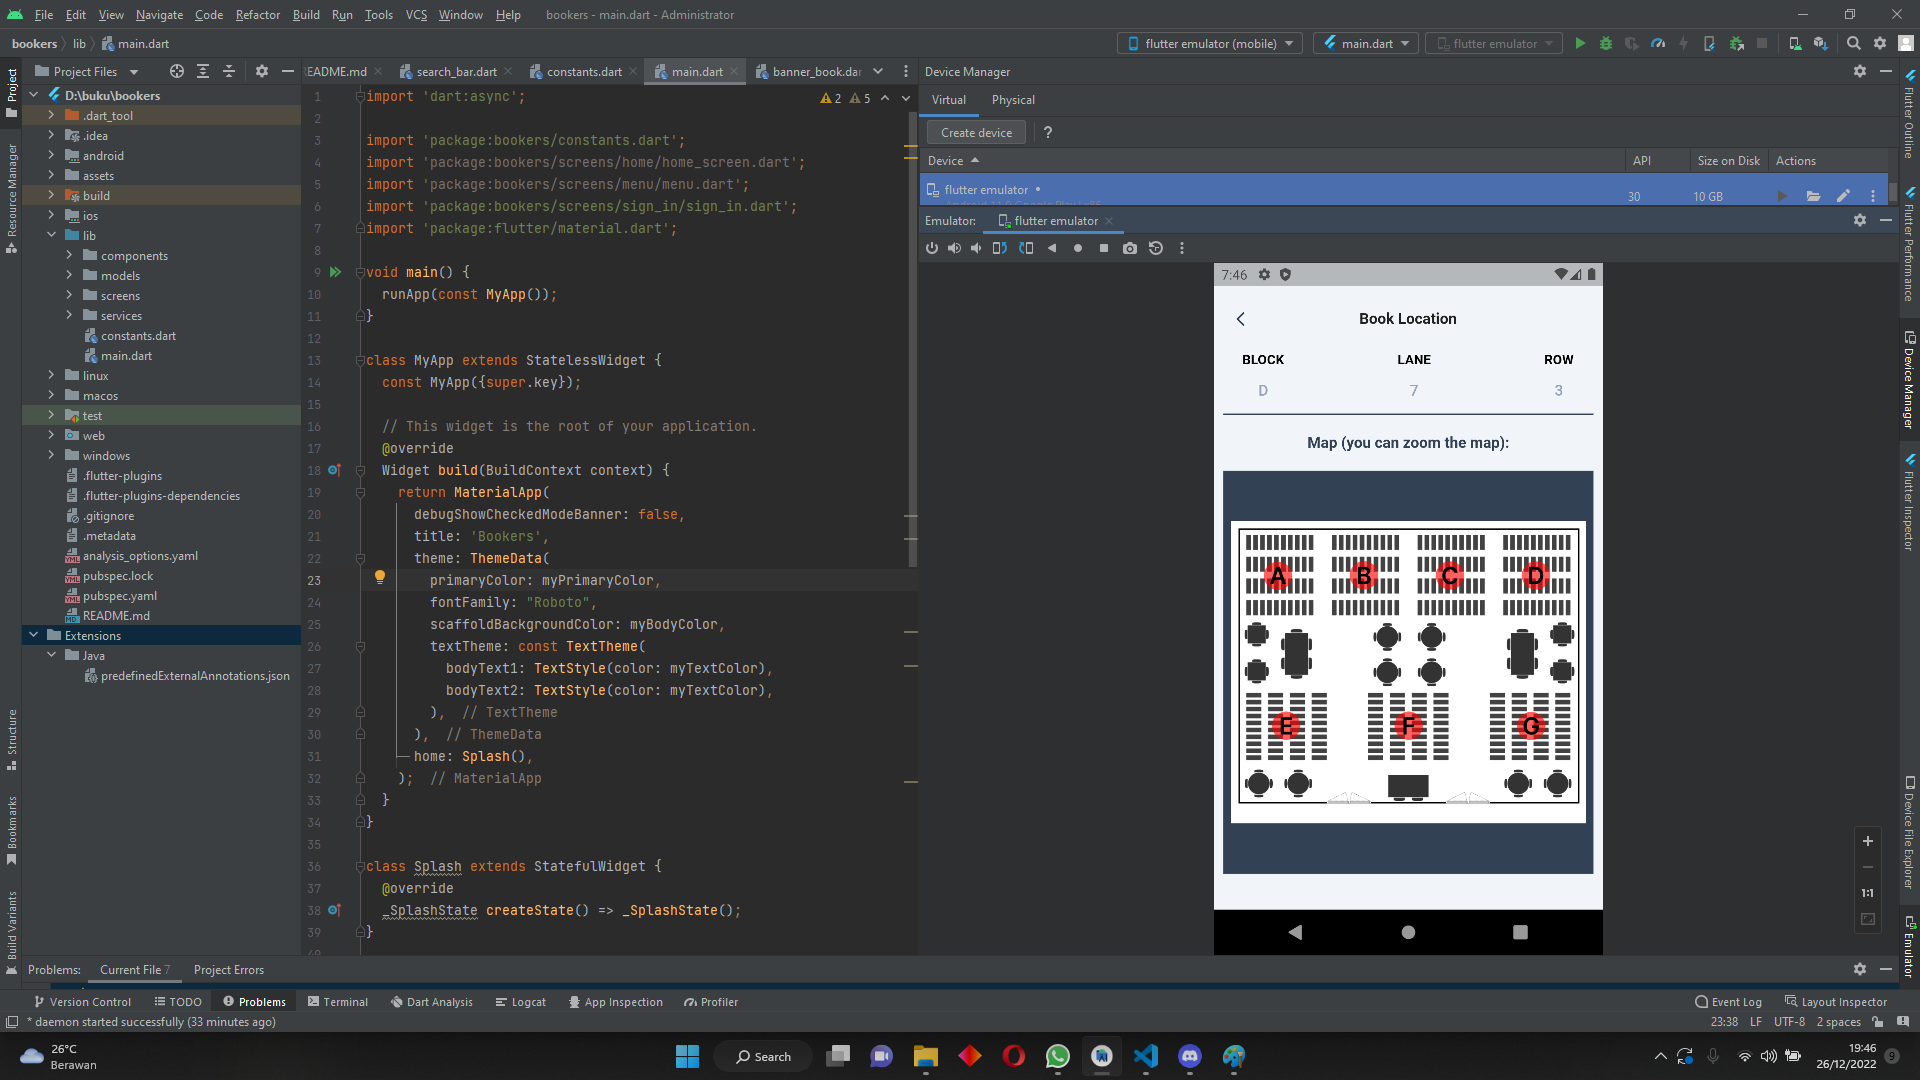 File Edit View Navigate Code Refactor Build Run Tools VCS Window Help bookers - main.dart - Administrator
bookers lib main.dart flutter emulator (mobile) main.dart flutter emulator
Project
Resource Manager
Structure
Bookmarks
Build Variants
Project Files
D:\buku\bookers
.dart_tool
.idea
android
assets
build
ios
lib
components
models
screens
services
constants.dart
main.dart
linux
macos
test
web
windows
.flutter-plugins
.flutter-plugins-dependencies
.gitignore
.metadata
analysis_options.yaml
pubspec.lock
pubspec.yaml
README.md
Extensions
Java
predefinedExternalAnnotations.json
EADME.md search_bar.dart constants.dart main.dart banner_book.dar
2 5
1 import 'dart:async';
2
3 import 'package:bookers/constants.dart';
4 import 'package:bookers/screens/home/home_screen.dart';
5 import 'package:bookers/screens/menu/menu.dart';
6 import 'package:bookers/screens/sign_in/sign_in.dart';
7 import 'package:flutter/material.dart';
8
9 void main() {
10 runApp(const MyApp());
11 }
12
13 class MyApp extends StatelessWidget {
14 const MyApp({super.key});
15
16 // This widget is the root of your application.
17 @override
18 Widget build(BuildContext context) {
19 return MaterialApp(
20 debugShowCheckedModeBanner: false,
21 title: 'Bookers',
22 theme: ThemeData(
23 primaryColor: myPrimaryColor,
24 fontFamily: "Roboto",
25 scaffoldBackgroundColor: myBodyColor,
26 textTheme: const TextTheme(
27 bodyText1: TextStyle(color: myTextColor),
28 bodyText2: TextStyle(color: myTextColor),
29 ), // TextTheme
30 ), // ThemeData
31 home: Splash(),
32 ); // MaterialApp
33 }
34 }
35
36 class Splash extends StatefulWidget {
37 @override
38 _SplashState createState() => _SplashState();
39 }
Device Manager
Virtual Physical
Create device ?
Device API Size on Disk Actions
flutter emulator 30 10 GB
Emulator: flutter emulator
7:46
Book Location
BLOCK LANE ROW
D 7 3
Map (you can zoom the map):
A B C D
E F G
1:1
Flutter Outline
Flutter Performance
Device Manager
Flutter Inspector
Device File Explorer
Emulator
Problems: Current File 7 Project Errors
Version Control TODO Problems Terminal Dart Analysis Logcat App Inspection Profiler Event Log Layout Inspector
* daemon started successfully (33 minutes ago) 23:38 LF UTF-8 2 spaces
26°C
Berawan
Search
19:46
26/12/2022
9